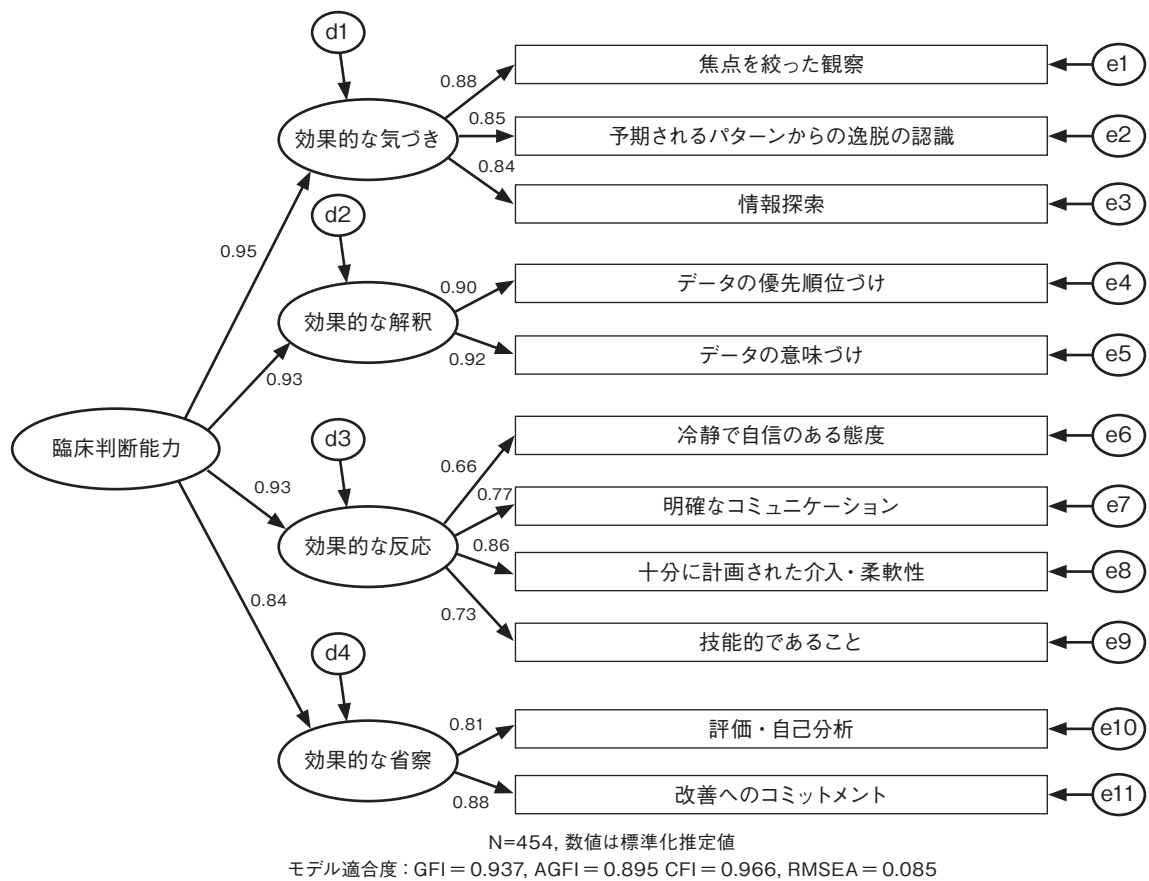 d1
焦点を絞った観察
e1
0.88
効果的な気づき
0.85
予期されるパターンからの逸脱の認識
e2
0.84
情報探索
e3
d2
0.95
効果的な解釈
0.90
データの優先順位づけ
e4
0.92
データの意味づけ
e5
0.93
臨床判断能力
d3
冷静で自信のある態度
e6
0.66
0.93
0.77
明確なコミュニケーション
e7
効果的な反応
0.86
十分に計画された介入・柔軟性
e8
0.73
技能的であること
e9
0.84
d4
0.81
評価・自己分析
e10
効果的な省察
0.88
改善へのコミットメント
e11
N=454, 数値は標準化推定値
モデル適合度：GFI＝0.937, AGFI＝0.895 CFI＝0.966, RMSEA＝0.085